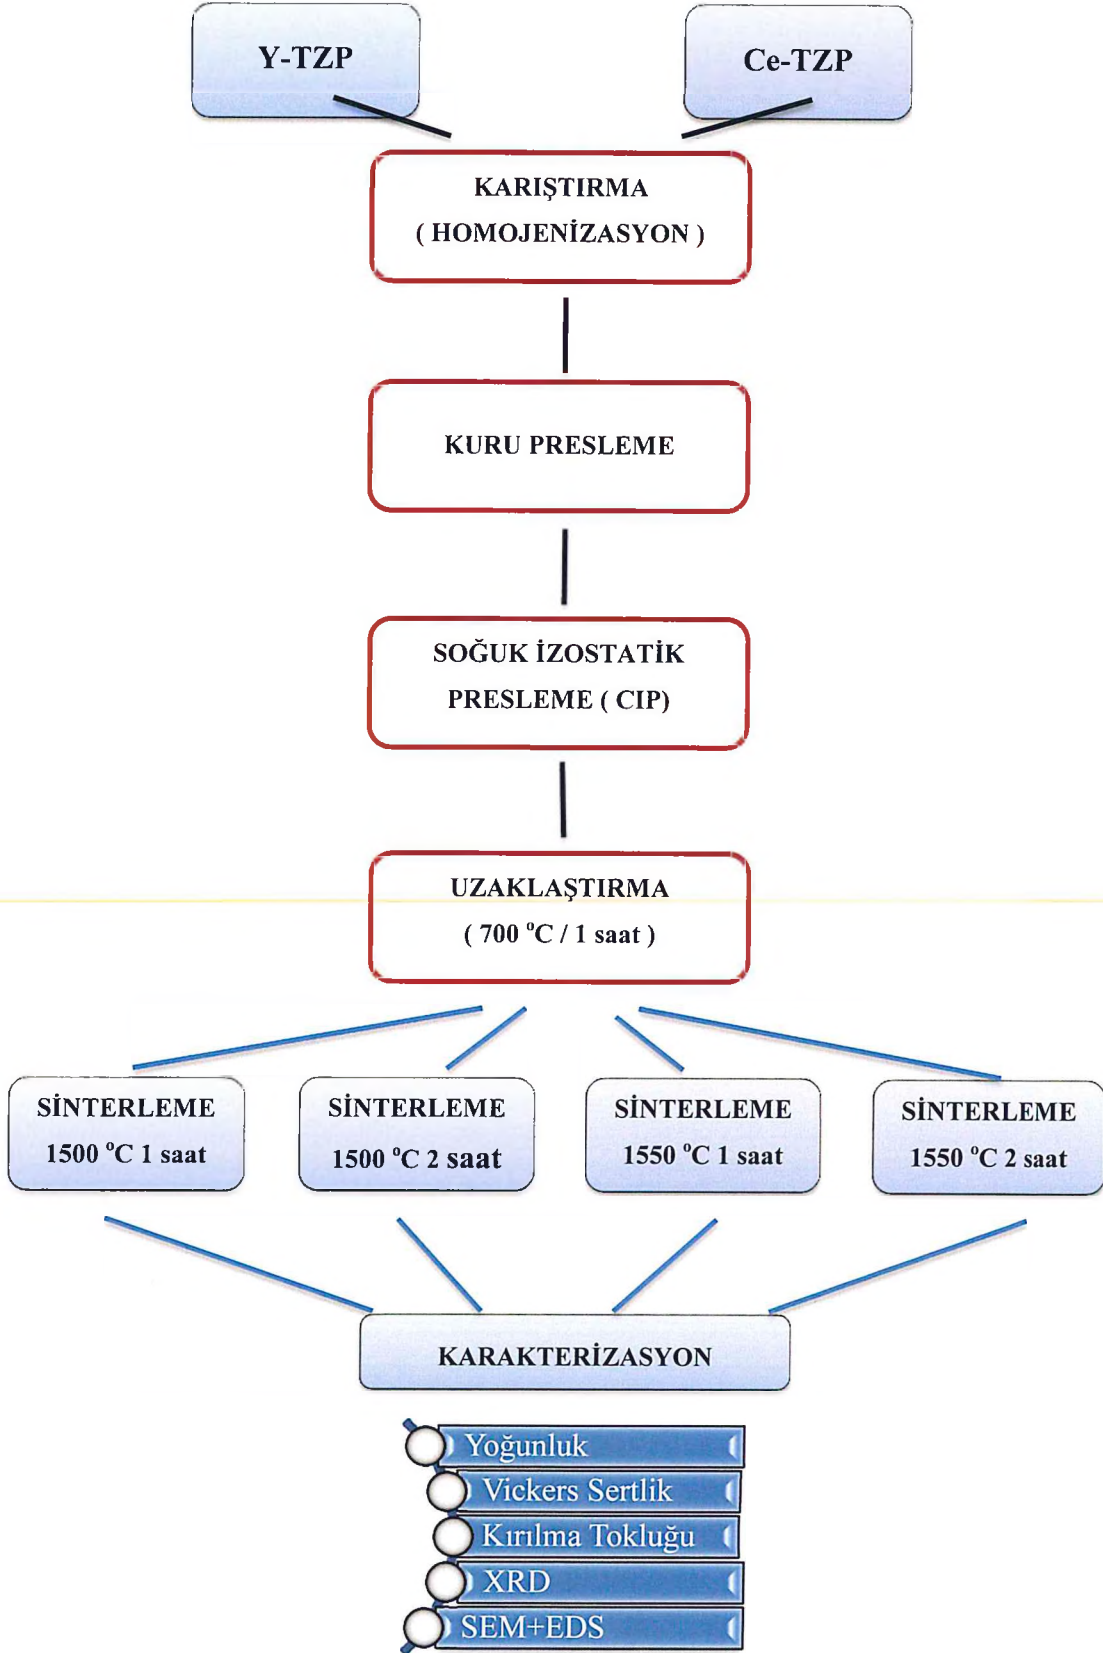 Y-TZP
Ce-TZP
KARIŞTIRMA
( HOMOJENİZASYON )
KURU PRESLEME
SOĞUK İZOSTATİK
PRESLEME ( CIP)
UZAKLAŞTIRMA
( 700 °C / 1 saat )
SİNTERLEME
1500 °C 1 saat
SİNTERLEME
1500 °C 2 saat
SİNTERLEME
1550 °C 1 saat
SİNTERLEME
1550 °C 2 saat
KARAKTERİZASYON
Yoğunluk
Vickers Sertlik
Kırılma Tokluğu
XRD
SEM+EDS